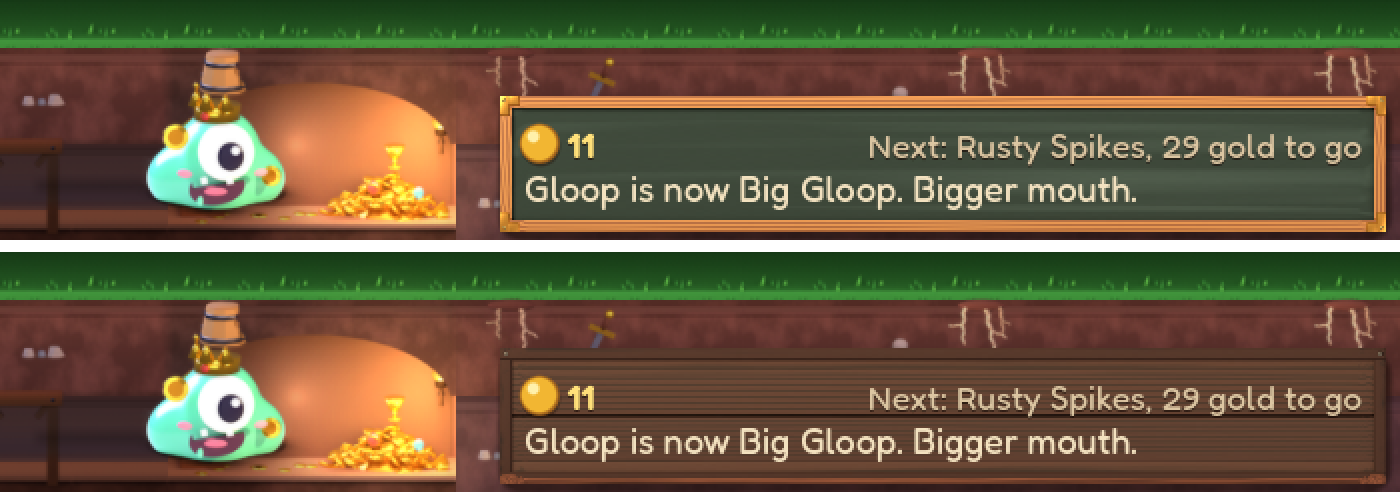 11
Next: Rusty Spikes, 29 gold to go
Gloop is now Big Gloop. Bigger mouth.
11
Next: Rusty Spikes, 29 gold to go
Gloop is now Big Gloop. Bigger mouth.